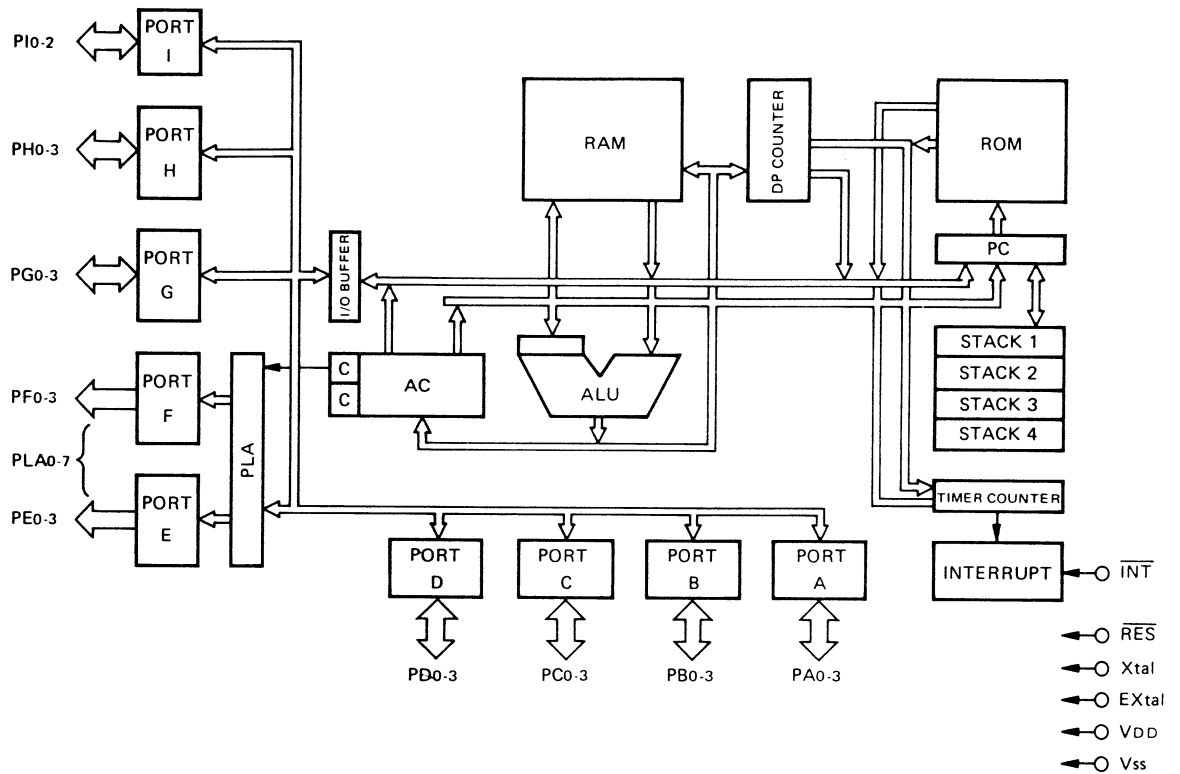 PI0-2
PORT
I
PH0-3
PORT
H
PG0-3
PORT
G
PF0-3
PORT
F
PLA0-7
PE0-3
PORT
E
PLA
I/O BUFFER
C
C
AC
RAM
ALU
DP COUNTER
ROM
PC
STACK 1
STACK 2
STACK 3
STACK 4
TIMER COUNTER
INTERRUPT
INT
RES
Xtal
EXtal
VDD
Vss
PORT
D
PORT
C
PORT
B
PORT
A
PD0-3
PC0-3
PB0-3
PA0-3